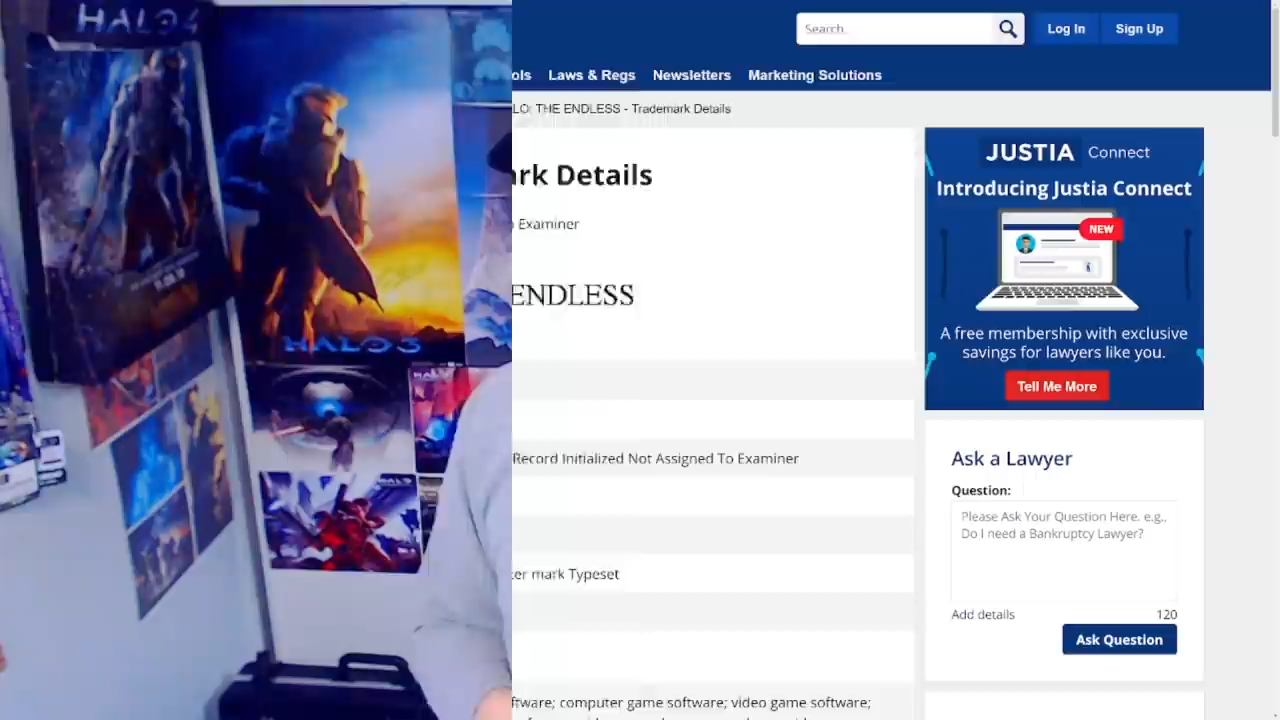 HALO 4
HALO 3
HALO
Search
Log In
Sign Up
ols
Laws & Regs
Newsletters
Marketing Solutions
LO: THE ENDLESS - Trademark Details
rk Details
Examiner
ENDLESS
Record Initialized Not Assigned To Examiner
mark Typeset
ftware; computer game software; video game software;
JUSTIA Connect
Introducing Justia Connect
NEW
A free membership with exclusive
savings for lawyers like you.
Tell Me More
Ask a Lawyer
Question:
Please Ask Your Question Here. e.g.,
Do I need a Bankruptcy Lawyer?
Add details
120
Ask Question